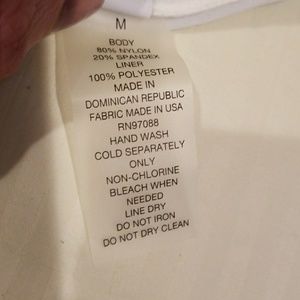 M
BODY
80% NYLON
20% SPANDEX
LINER
100% POLYESTER
MADE IN
DOMINICAN REPUBLIC
FABRIC MADE IN USA
RN97088
HAND WASH
COLD SEPARATELY
ONLY
NON-CHLORINE
BLEACH WHEN
NEEDED
LINE DRY
DO NOT IRON
DO NOT DRY CLEAN